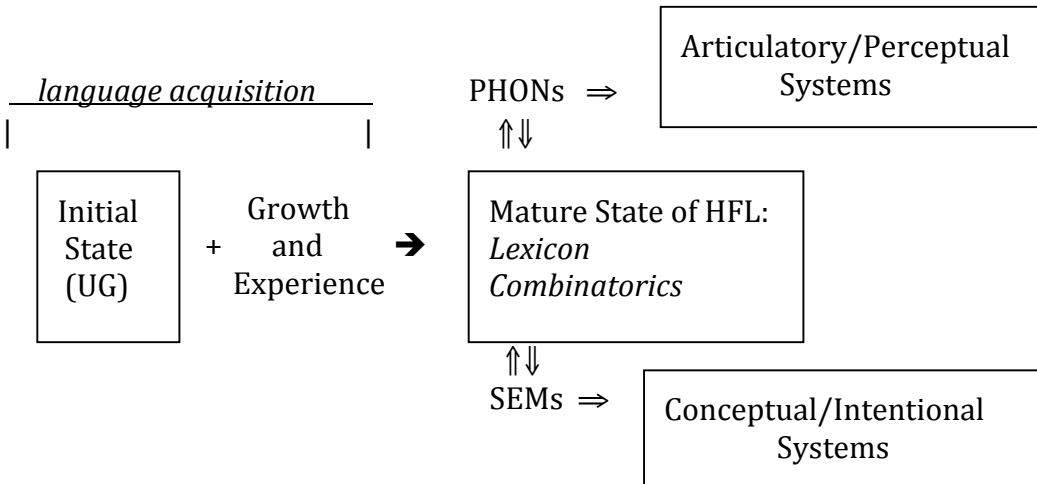 language acquisition
PHONs ⇒
Articulatory/Perceptual
Systems
⇑⇓
Initial
State
(UG)
+
Growth
and
Experience
➔
Mature State of HFL:
Lexicon
Combinatorics
⇑⇓
SEMs ⇒
Conceptual/Intentional
Systems